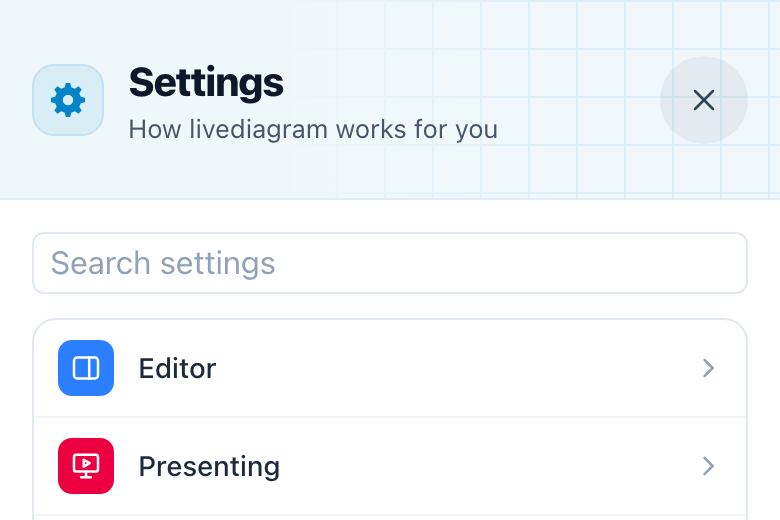 Settings
How livediagram works for you
Search settings
Editor
Presenting